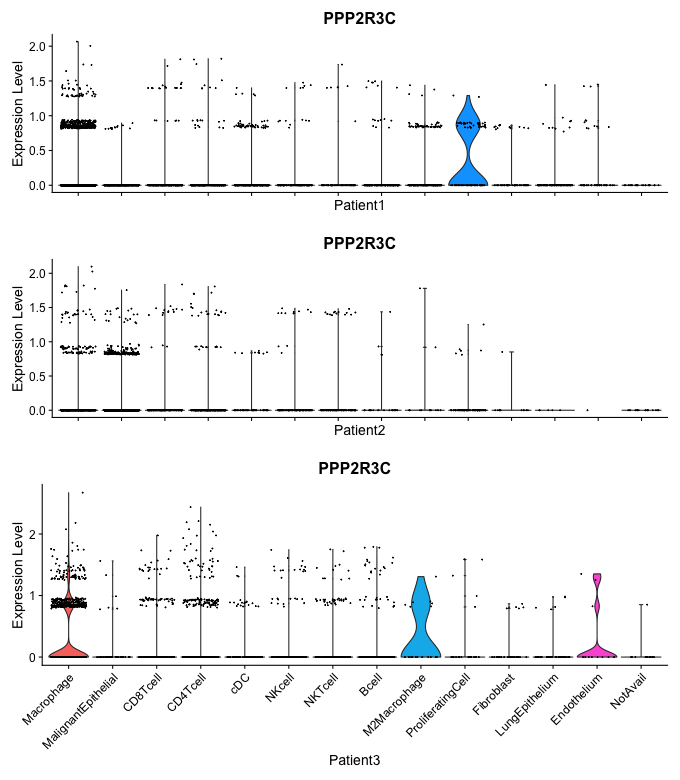 PPP2R3C
Expression Level
2.0
1.5
1.0
0.5
0.0
Patient1
PPP2R3C
Expression Level
2.0
1.5
1.0
0.5
0.0
Patient2
PPP2R3C
Expression Level
2
1
0
Macrophage
MalignantEpithelial
CD8Tcell
CD4Tcell
cDC
NKcell
NKTcell
Bcell
M2Macrophage
ProliferatingCell
Fibroblast
LungEpithelium
Endothelium
NotAvail
Patient3